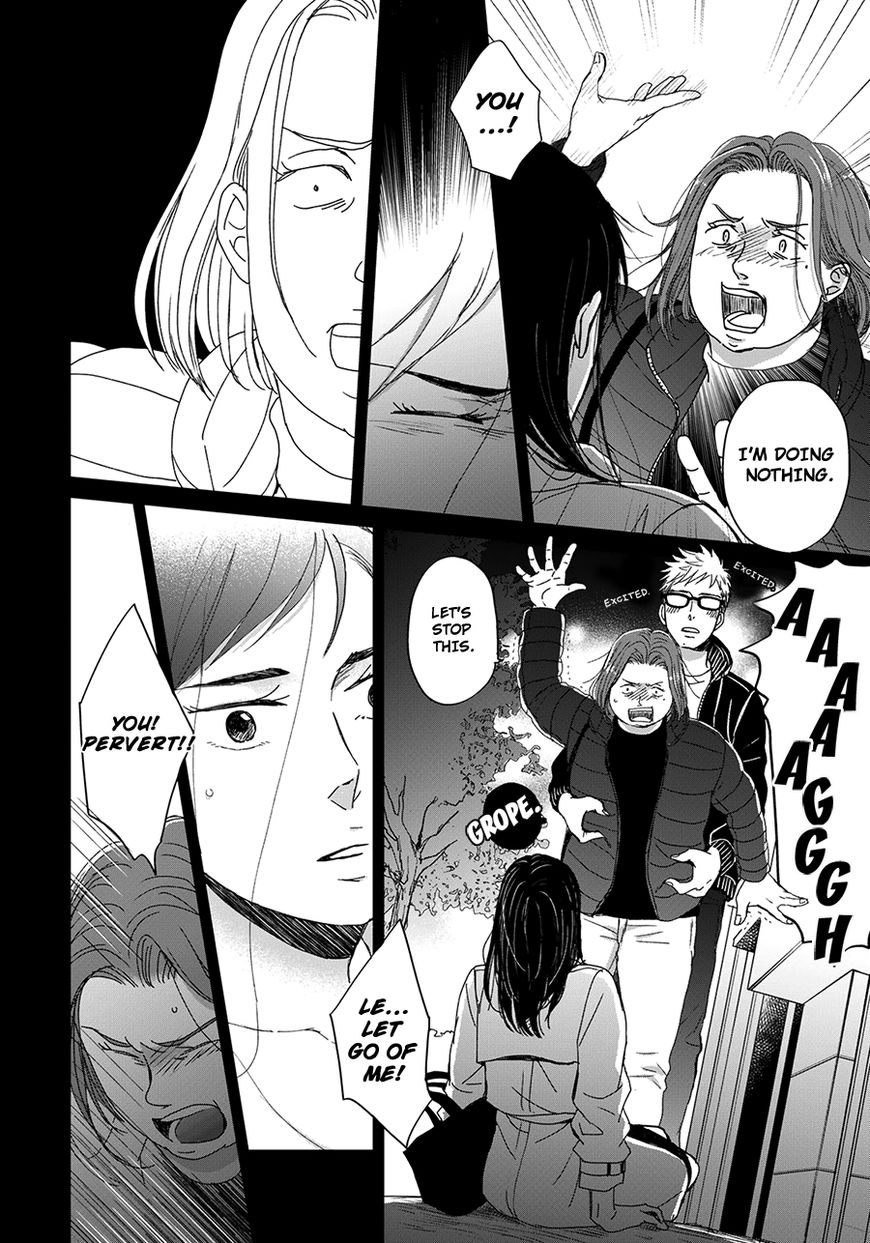 YOU
...!
I'M DOING
NOTHING.
AAAAAGGGH
EXCITED.
EXCITED.
LET'S
STOP
THIS.
GROPE.
LE...
LET
GO OF
ME!
YOU!
PERVERT!!